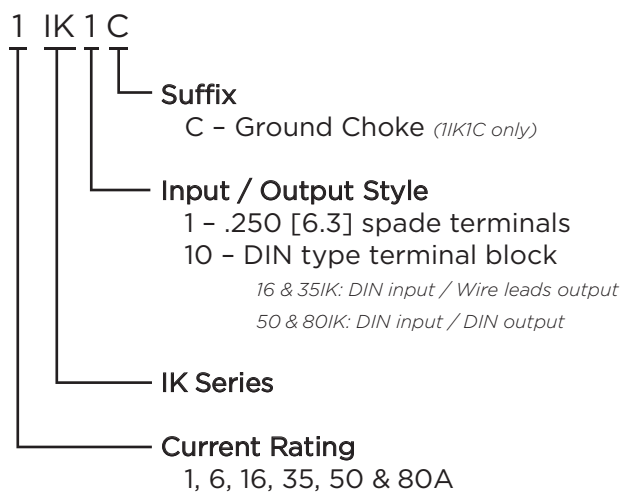 1 IK 1 C
Suffix
C – Ground Choke (1IK1C only)
Input / Output Style
1 – .250 [6.3] spade terminals
10 – DIN type terminal block
16 & 35IK: DIN input / Wire leads output
50 & 80IK: DIN input / DIN output
IK Series
Current Rating
1, 6, 16, 35, 50 & 80A